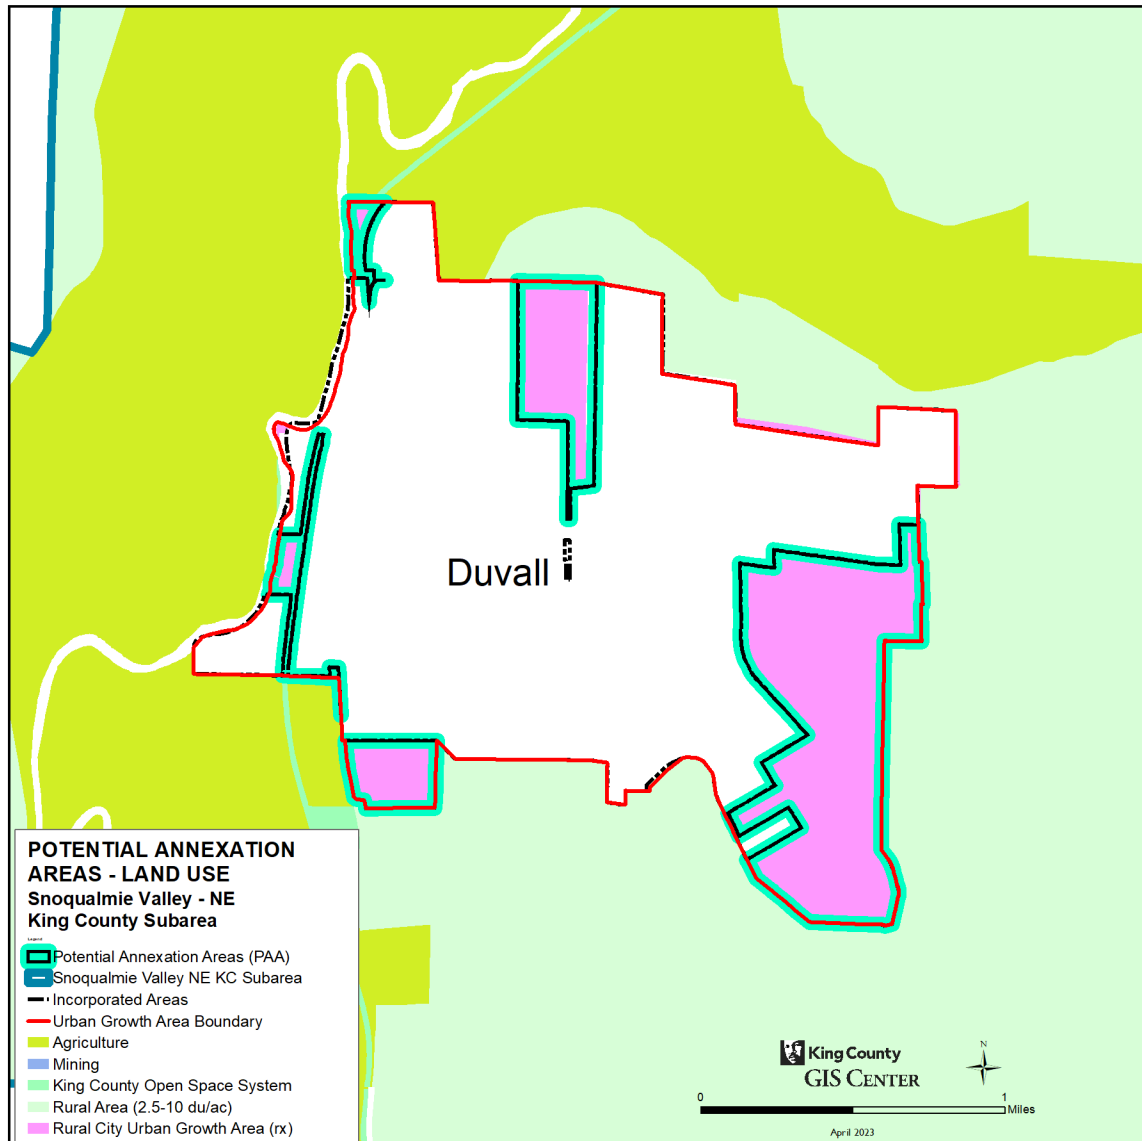 Duvall
POTENTIAL ANNEXATION
AREAS - LAND USE
Snoqualmie Valley - NE
King County Subarea
Legend
Potential Annexation Areas (PAA)
Snoqualmie Valley NE KC Subarea
Incorporated Areas
Urban Growth Area Boundary
Agriculture
Mining
King County Open Space System
Rural Area (2.5-10 du/ac)
Rural City Urban Growth Area (rx)
King County
GIS CENTER
N
0 1
Miles
April 2023